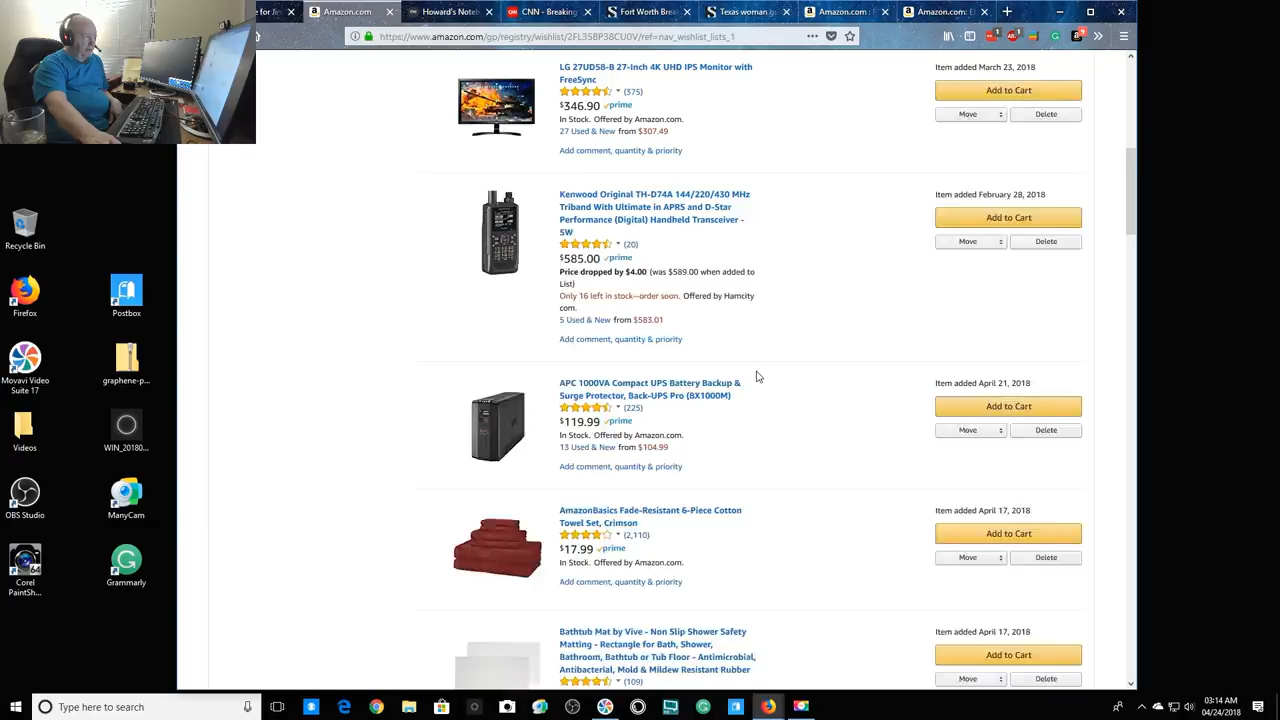 e for Jim
Amazon.com
Howard's Noteb
CNN - Breaking
Fort Worth Brea
Texas woman gu
Amazon.com : F
Amazon.com: E
https://www.amazon.com/gp/registry/wishlist/2FL35BP38CU0V/ref=nav_wishlist_lists_1
LG 27UD58-B 27-Inch 4K UHD IPS Monitor with
FreeSync
(375)
$346.90 prime
In Stock. Offered by Amazon.com.
27 Used & New from $307.49
Add comment, quantity & priority
Item added March 23, 2018
Add to Cart
Move
Delete
Kenwood Original TH-D74A 144/220/430 MHz
Triband With Ultimate in APRS and D-Star
Performance (Digital) Handheld Transceiver -
5W
(20)
$585.00 prime
Price dropped by $4.00 (was $589.00 when added to
List)
Only 16 left in stock--order soon. Offered by Hamcity
com.
5 Used & New from $583.01
Add comment, quantity & priority
Item added February 28, 2018
Add to Cart
Move
Delete
APC 1000VA Compact UPS Battery Backup &
Surge Protector, Back-UPS Pro (BX1000M)
(225)
$119.99 prime
In Stock. Offered by Amazon.com.
13 Used & New from $104.99
Add comment, quantity & priority
Item added April 21, 2018
Add to Cart
Move
Delete
AmazonBasics Fade-Resistant 6-Piece Cotton
Towel Set, Crimson
(2,110)
$17.99 prime
In Stock. Offered by Amazon.com.
Add comment, quantity & priority
Item added April 17, 2018
Add to Cart
Move
Delete
Bathtub Mat by Vive - Non Slip Shower Safety
Matting - Rectangle for Bath, Shower,
Bathroom, Bathtub or Tub Floor - Antimicrobial,
Antibacterial, Mold & Mildew Resistant Rubber
(109)
Item added April 17, 2018
Add to Cart
Move
Delete
Recycle Bin
Firefox
Postbox
Movavi Video
Suite 17
graphene-p...
Videos
WIN_20180...
OBS Studio
ManyCam
Corel
PaintSh...
Grammarly
Type here to search
03:14 AM
04/24/2018